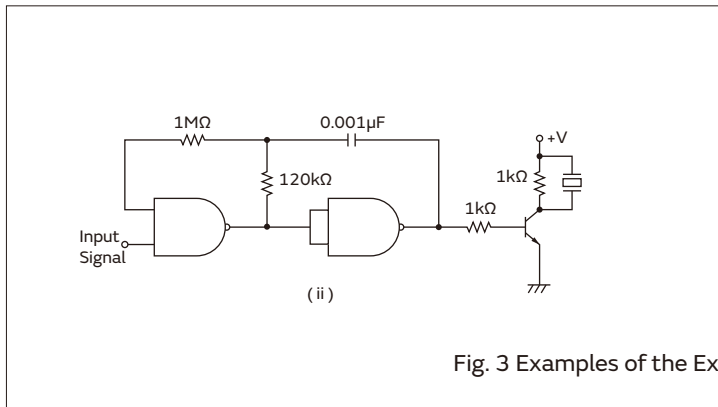 1MΩ
0.001μF
+V
120kΩ
1kΩ
1kΩ
Input
Signal
( ii )
Fig. 3 Examples of the Ex